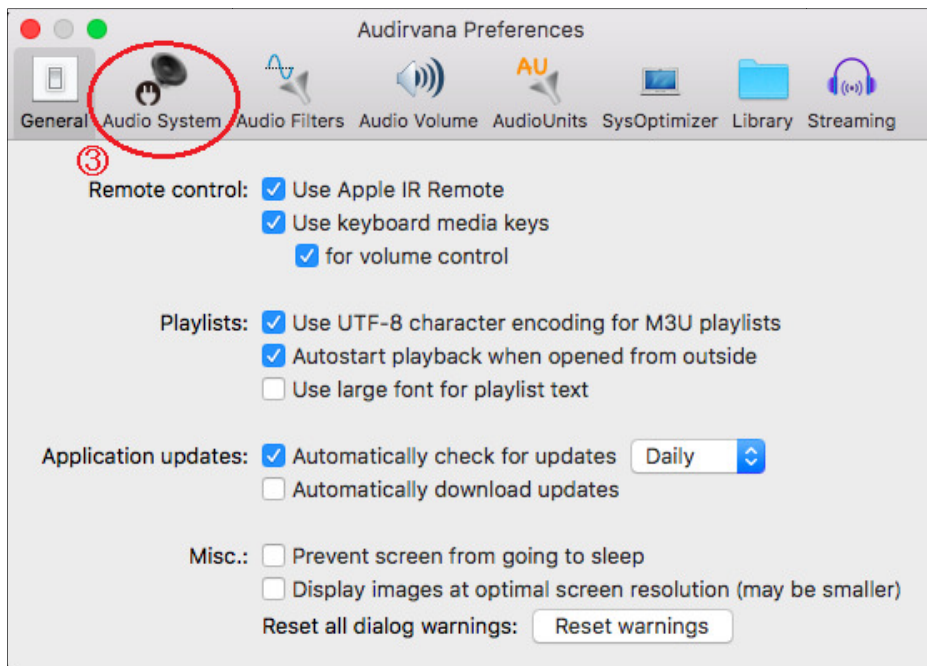 Audirvana Preferences
AU
General Audio System Audio Filters Audio Volume AudioUnits SysOptimizer Library Streaming
③
Remote control: Use Apple IR Remote
Use keyboard media keys
for volume control
Playlists: Use UTF-8 character encoding for M3U playlists
Autostart playback when opened from outside
Use large font for playlist text
Application updates: Automatically check for updates Daily
Automatically download updates
Misc.: Prevent screen from going to sleep
Display images at optimal screen resolution (may be smaller)
Reset all dialog warnings: Reset warnings